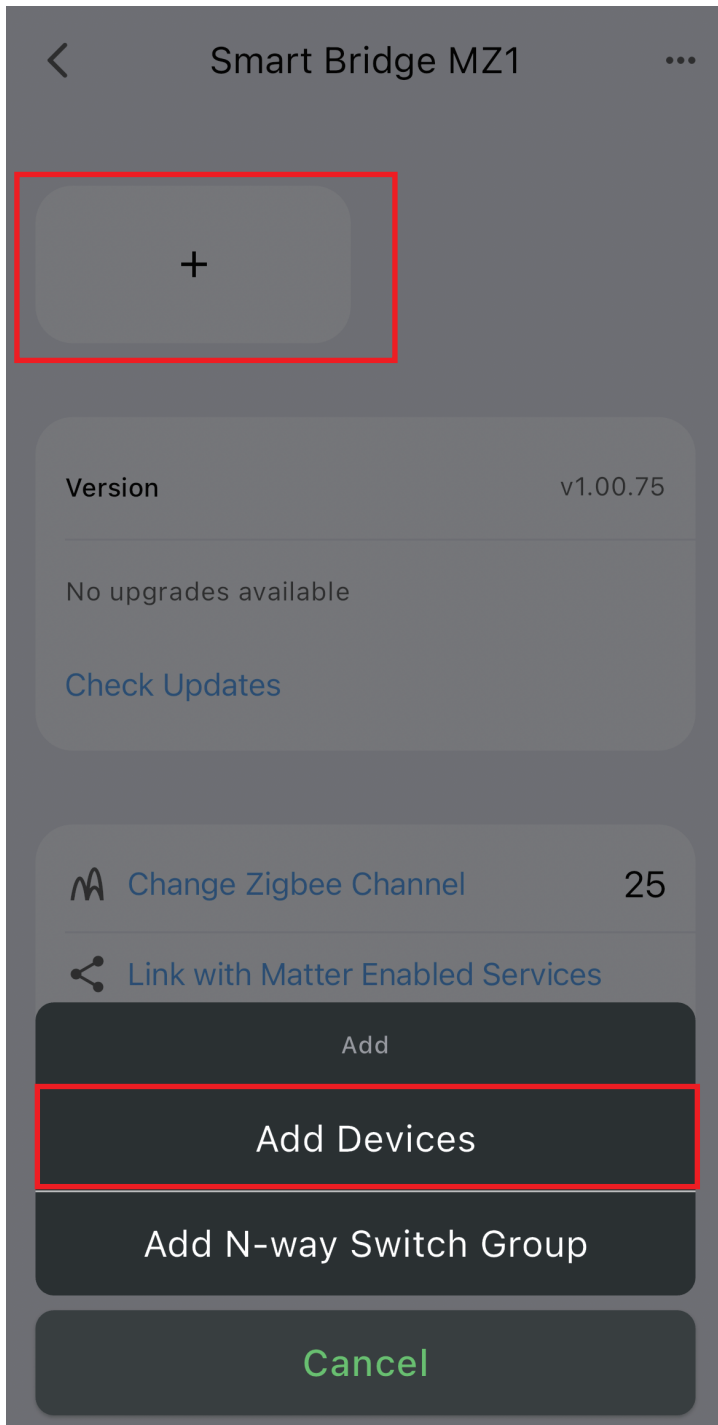 Smart Bridge MZ1
+
Version
v1.00.75
No upgrades available
Check Updates
Change Zigbee Channel
25
Link with Matter Enabled Services
Add
Add Devices
Add N-way Switch Group
Cancel